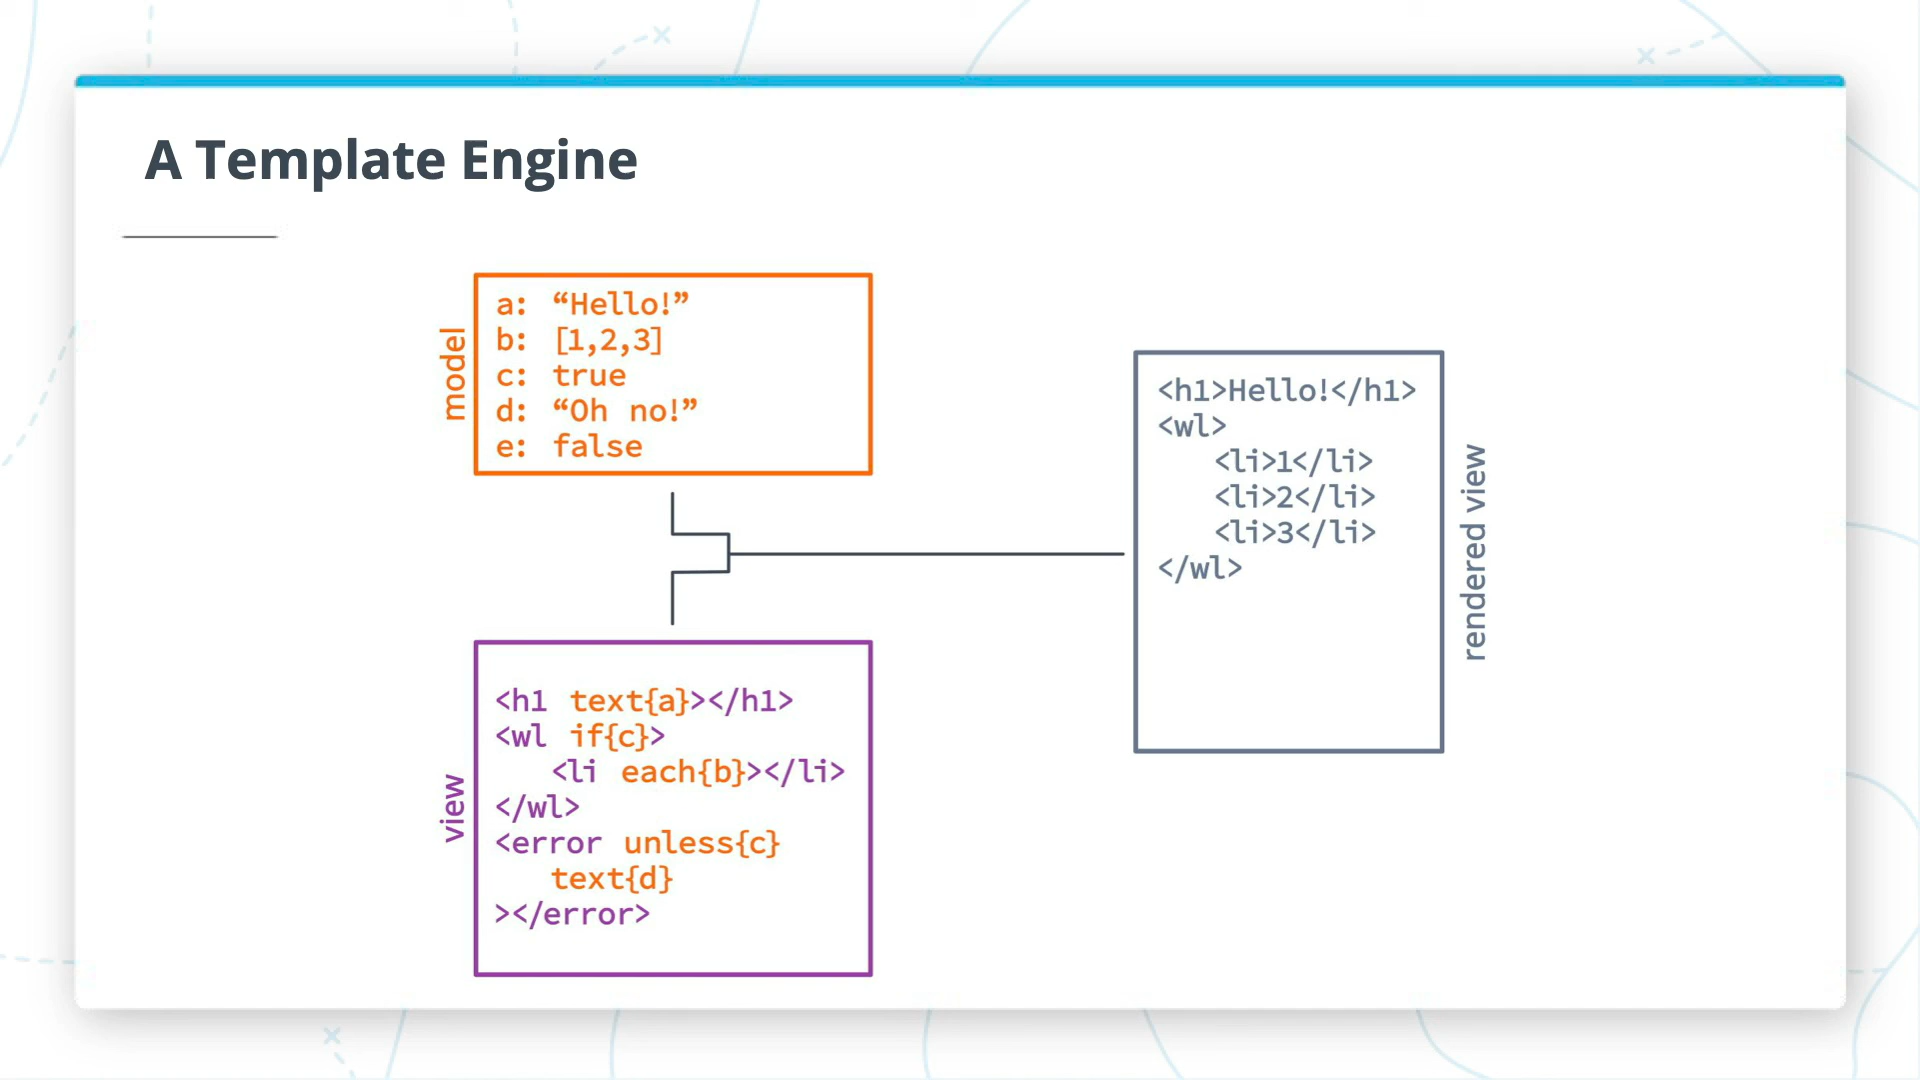 A Template Engine
model
a: “Hello!”
b: [1,2,3]
c: true
d: “Oh no!”
e: false
view
<h1 text{a}></h1>
<wl if{c}>
<li each{b}></li>
</wl>
<error unless{c}
text{d}
></error>
<h1>Hello!</h1>
<wl>
<li>1</li>
<li>2</li>
<li>3</li>
</wl>
rendered view